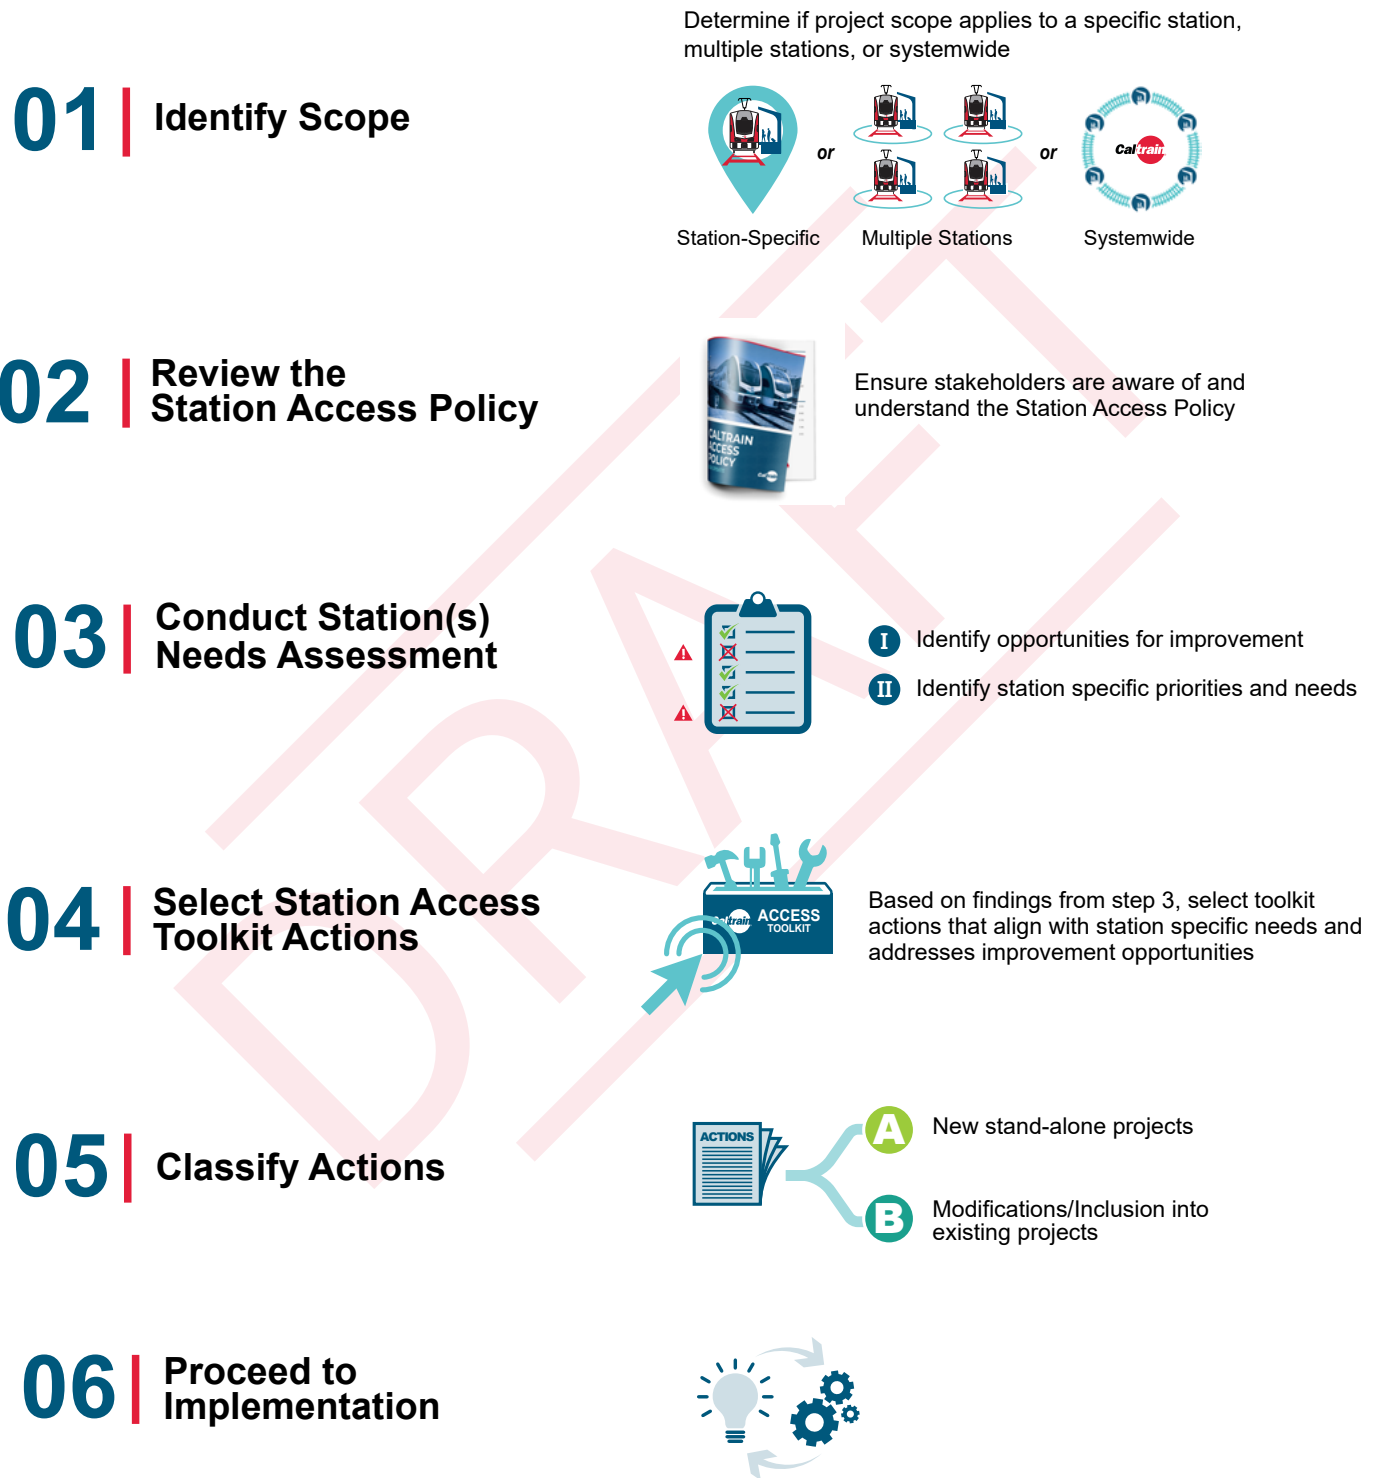 Determine if project scope applies to a specific station,
multiple stations, or systemwide
01
Identify Scope
or
or
Caltrain
Station-Specific
Multiple Stations
Systemwide
02
Review the
Station Access Policy
CALTRAIN
ACCESS
POLICY
Caltrain
Ensure stakeholders are aware of and
understand the Station Access Policy
03
Conduct Station(s)
Needs Assessment
I Identify opportunities for improvement
II Identify station specific priorities and needs
04
Select Station Access
Toolkit Actions
Caltrain
ACCESS
TOOLKIT
Based on findings from step 3, select toolkit
actions that align with station specific needs and
addresses improvement opportunities
05
Classify Actions
ACTIONS
A New stand-alone projects
B Modifications/Inclusion into
existing projects
06
Proceed to
Implementation
DRAFT